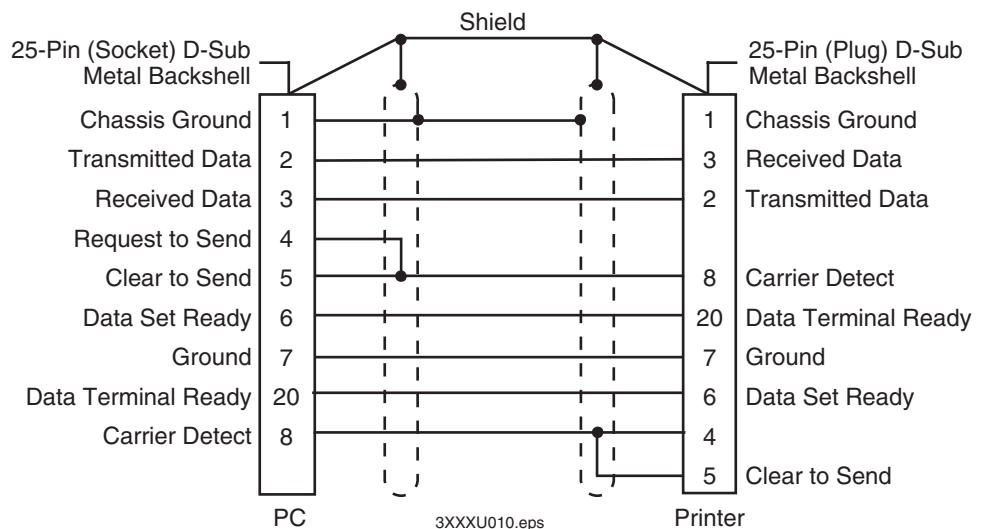 Shield
25-Pin (Socket) D-Sub
Metal Backshell
25-Pin (Plug) D-Sub
Metal Backshell
Chassis Ground 1 1 Chassis Ground
Transmitted Data 2 3 Received Data
Received Data 3 2 Transmitted Data
Request to Send 4
Clear to Send 5 8 Carrier Detect
Data Set Ready 6 20 Data Terminal Ready
Ground 7 7 Ground
Data Terminal Ready 20 6 Data Set Ready
Carrier Detect 8 4
5 Clear to Send
PC 3XXXU010.eps Printer